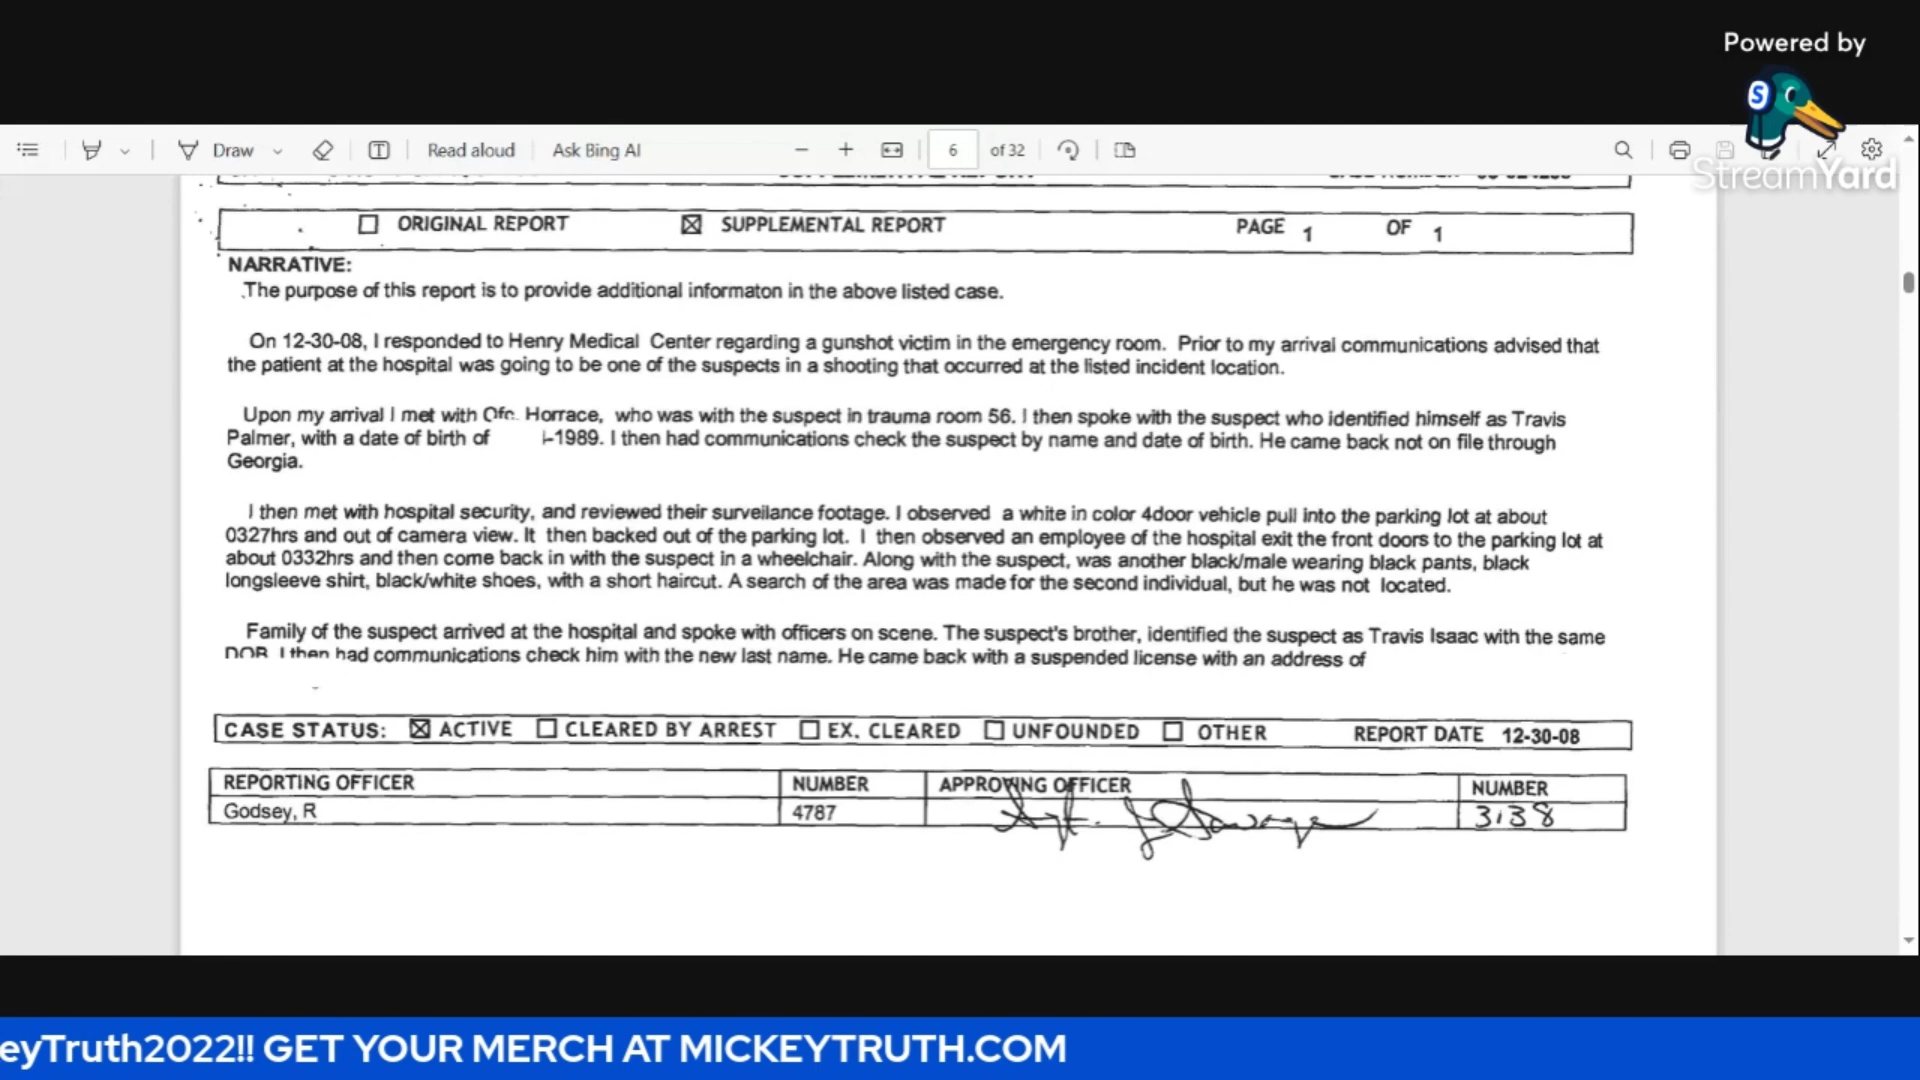 Powered by
StreamYard
Draw
Read aloud
Ask Bing AI
6 of 32
ORIGINAL REPORT SUPPLEMENTAL REPORT PAGE 1 OF 1
NARRATIVE:
The purpose of this report is to provide additional informaton in the above listed case.
On 12-30-08, I responded to Henry Medical Center regarding a gunshot victim in the emergency room. Prior to my arrival communications advised that
the patient at the hospital was going to be one of the suspects in a shooting that occurred at the listed incident location.
Upon my arrival I met with Ofc. Horrace, who was with the suspect in trauma room 56. I then spoke with the suspect who identified himself as Travis
Palmer, with a date of birth of -1989. I then had communications check the suspect by name and date of birth. He came back not on file through
Georgia.
I then met with hospital security, and reviewed their surveilance footage. I observed a white in color 4door vehicle pull into the parking lot at about
0327hrs and out of camera view. It then backed out of the parking lot. I then observed an employee of the hospital exit the front doors to the parking lot at
about 0332hrs and then come back in with the suspect in a wheelchair. Along with the suspect, was another black/male wearing black pants, black
longsleeve shirt, black/white shoes, with a short haircut. A search of the area was made for the second individual, but he was not located.
Family of the suspect arrived at the hospital and spoke with officers on scene. The suspect's brother, identified the suspect as Travis Isaac with the same
DOB. I then had communications check him with the new last name. He came back with a suspended license with an address of
CASE STATUS: ACTIVE CLEARED BY ARREST EX. CLEARED UNFOUNDED OTHER REPORT DATE 12-30-08
REPORTING OFFICER NUMBER APPROVING OFFICER NUMBER
Godsey, R 4787 Sgt. 3138
eyTruth2022!! GET YOUR MERCH AT MICKEYTRUTH.COM